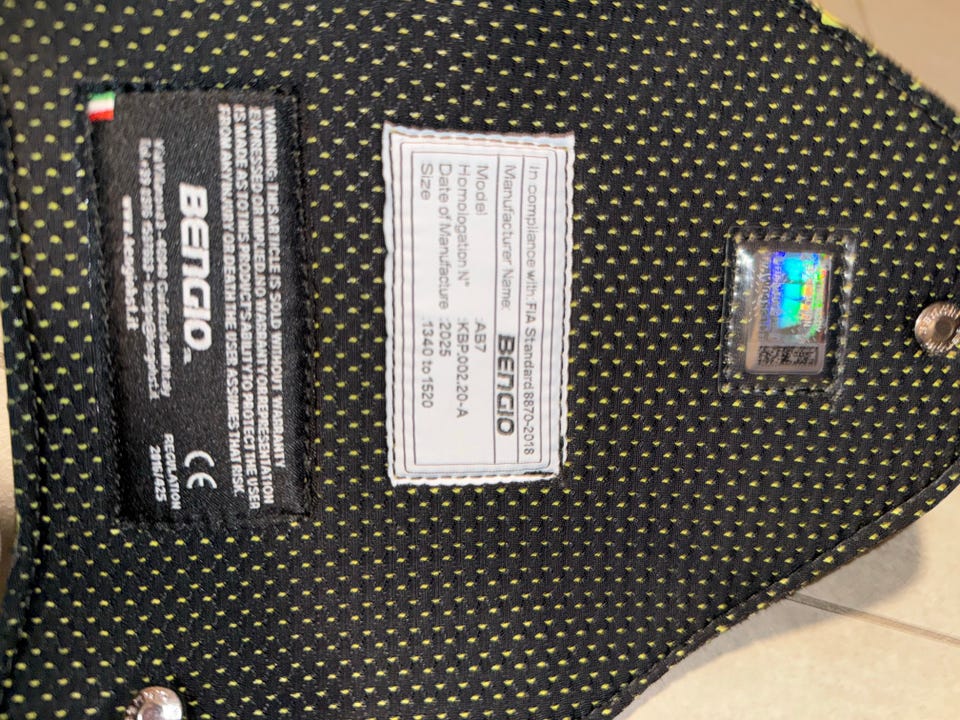 In compliance with: FIA Standard 8870-2018
Manufacturer Name: BENGIO
Model :AB7
Homologation N° :KBP.002.20-A
Date of Manufacture :2025
Size :1340 to 1520
WARNING: THIS ARTICLE IS SOLD WITHOUT WARRANTY
EXPRESSED OR IMPLIED. NO WARRANTY OR REPRESENTATION
IS MADE AS TO THE PRODUCT'S ABILITY TO PROTECT THE USER
FROM ANY INJURY OR DEATH. THE USER ASSUMES THAT RISK.
BENGIO
CE
REGULATION
2016/425